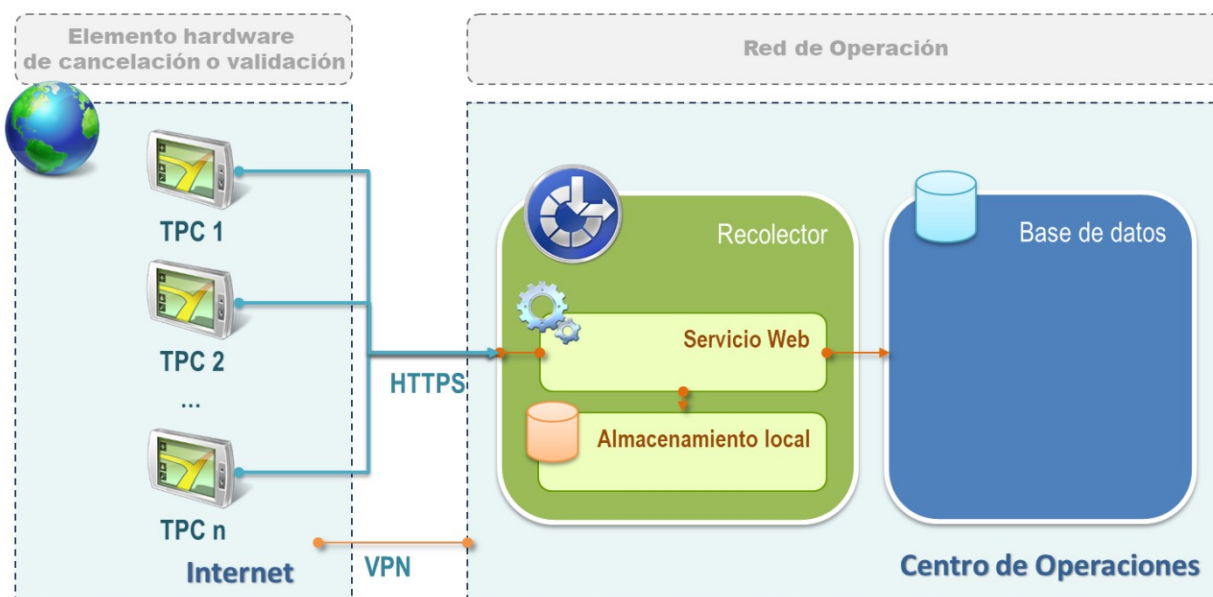 Elemento hardware
de cancelación o validación
Red de Operación
TPC 1
TPC 2
...
TPC n
Internet
HTTPS
VPN
Recolector
Servicio Web
Almacenamiento local
Base de datos
Centro de Operaciones